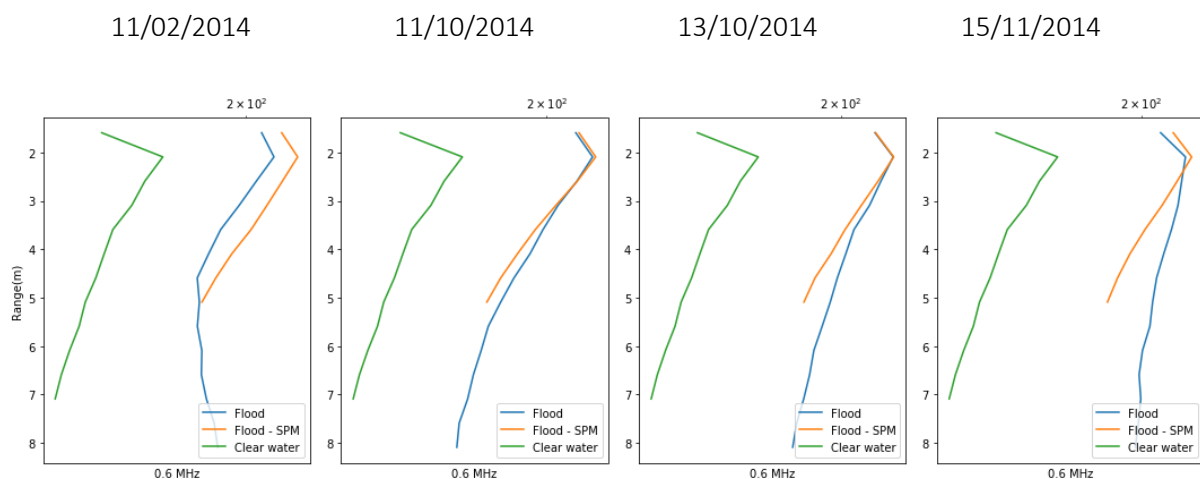 11/02/2014
11/10/2014
13/10/2014
15/11/2014
2 × 10²
2 × 10²
2 × 10²
2 × 10²
Range(m)
2
3
4
5
6
7
8
Flood
Flood - SPM
Clear water
0.6 MHz
2
3
4
5
6
7
8
Flood
Flood - SPM
Clear water
0.6 MHz
2
3
4
5
6
7
8
Flood
Flood - SPM
Clear water
0.6 MHz
2
3
4
5
6
7
8
Flood
Flood - SPM
Clear water
0.6 MHz